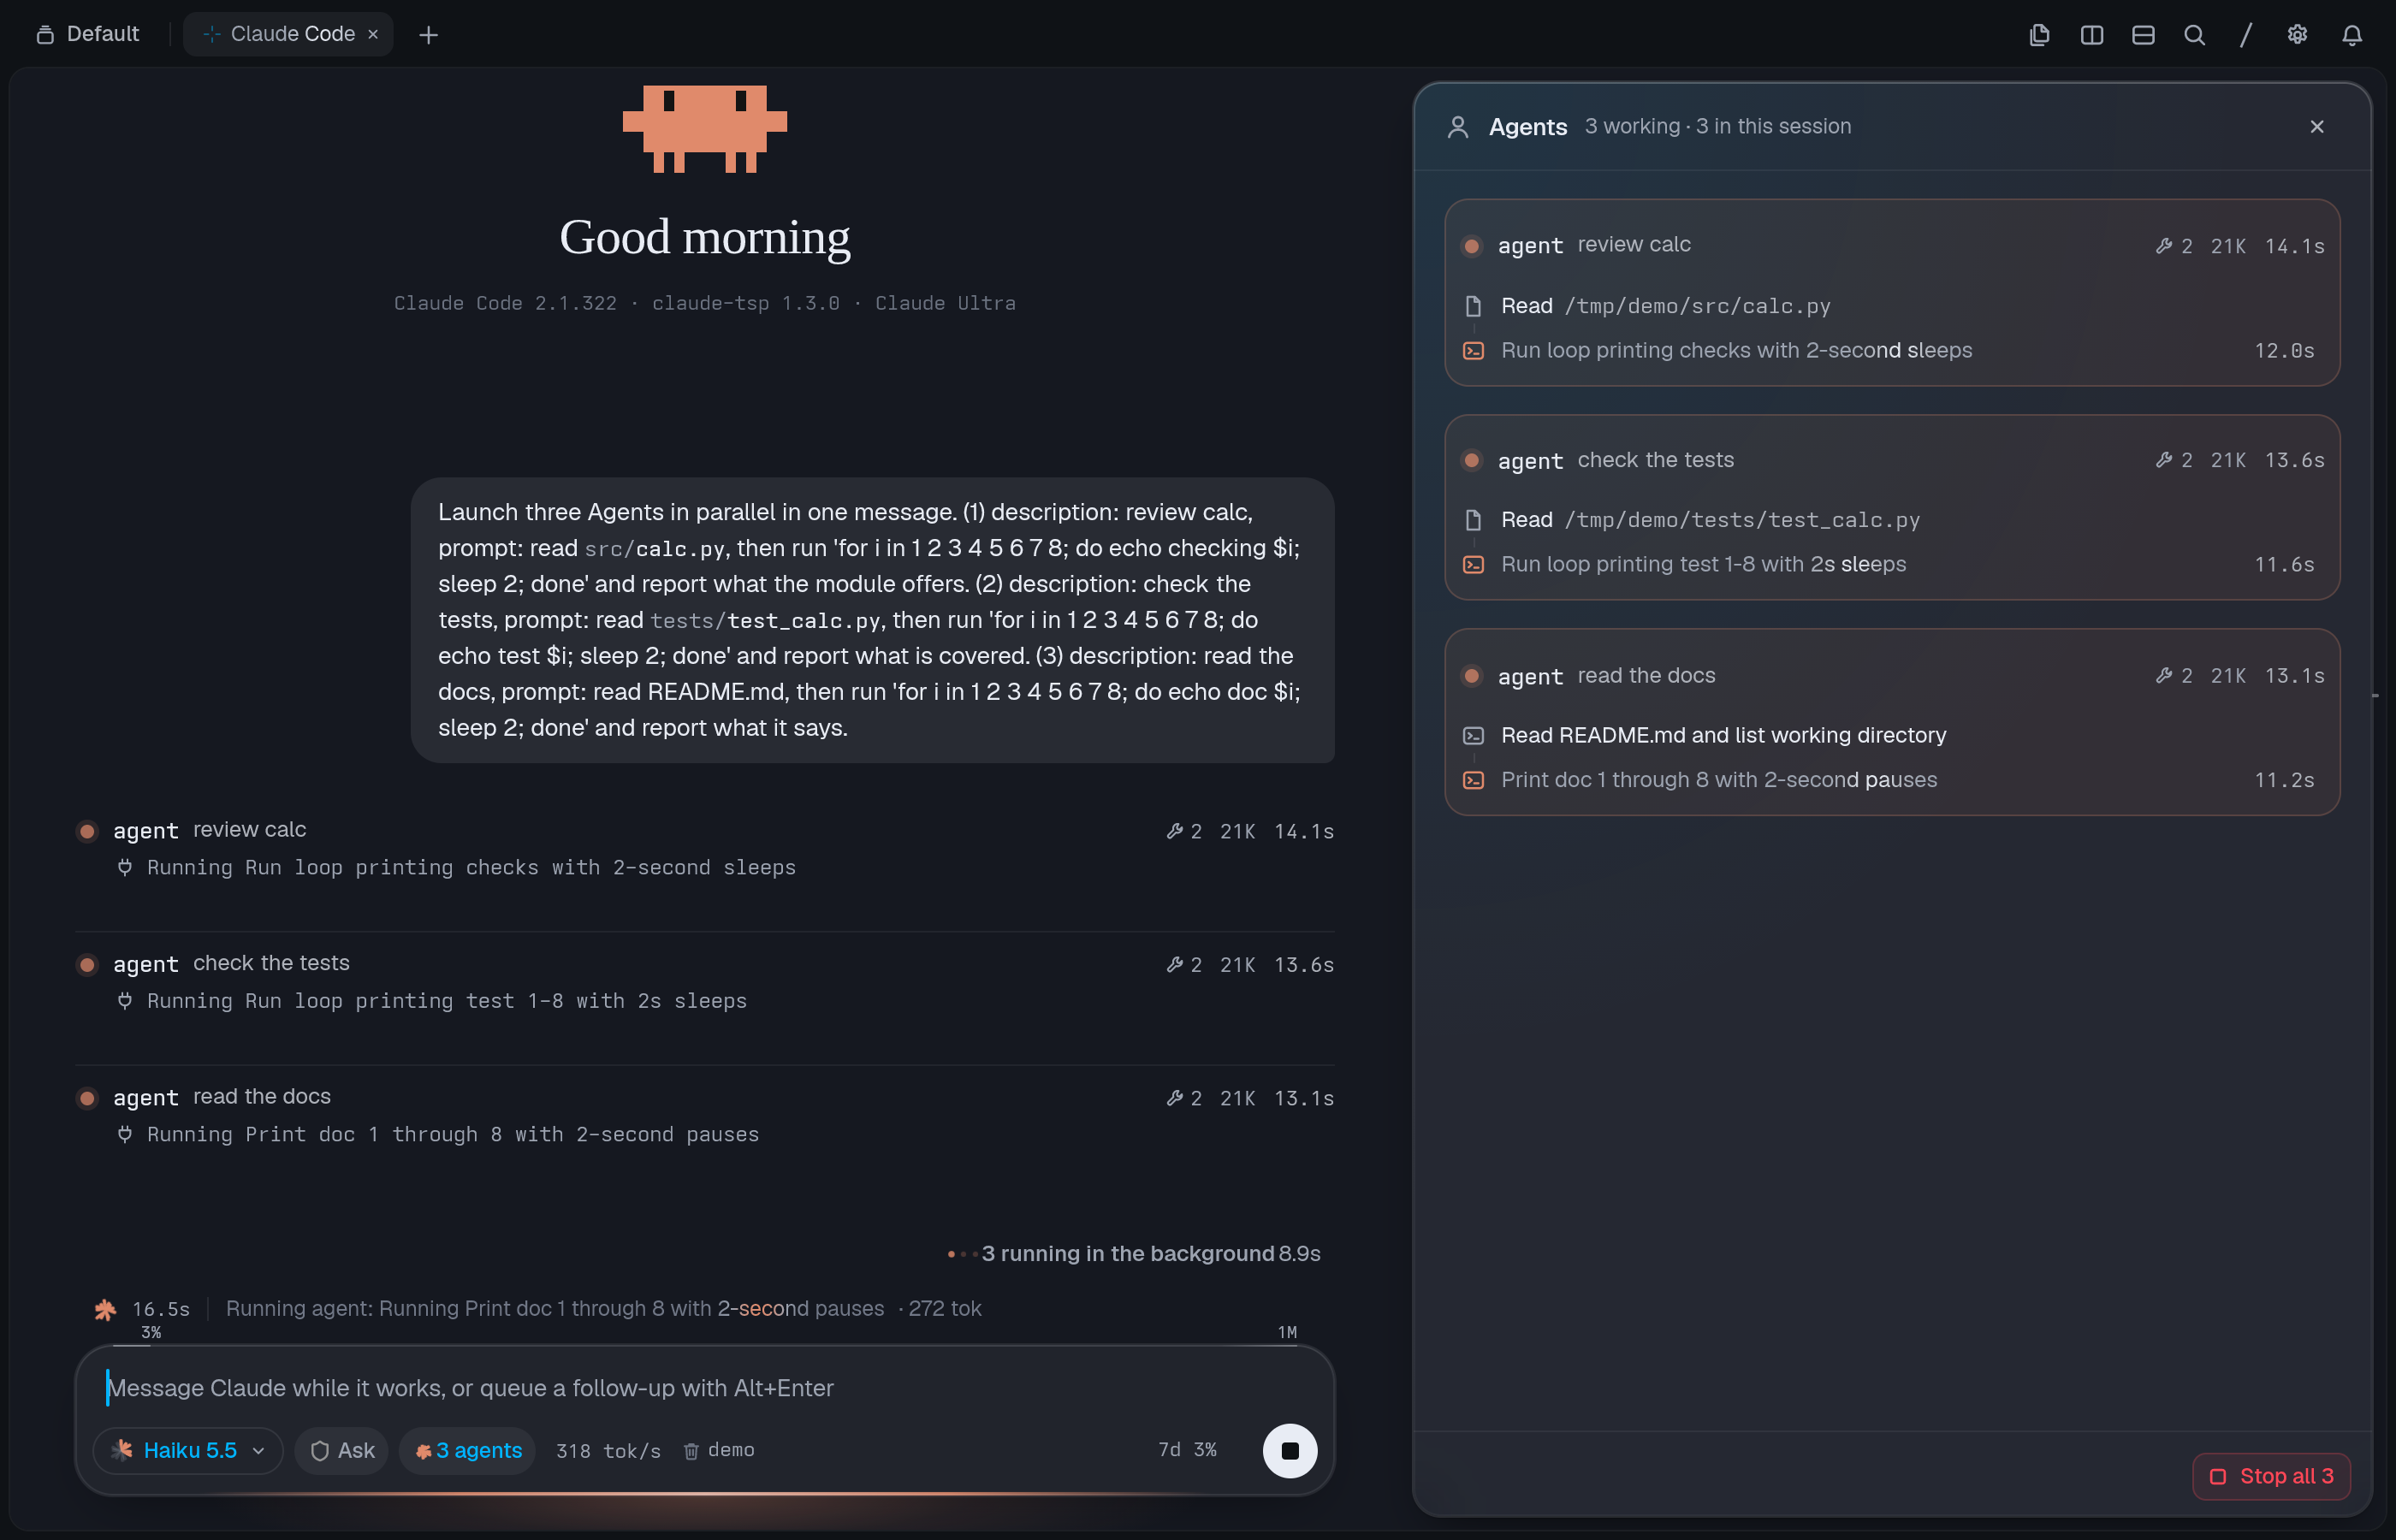 Default
Claude Code
Good morning
Claude Code 2.1.322 · claude-tsp 1.3.0 · Claude Ultra
Launch three Agents in parallel in one message. (1) description: review calc,
prompt: read src/calc.py, then run 'for i in 1 2 3 4 5 6 7 8; do echo checking $i;
sleep 2; done' and report what the module offers. (2) description: check the
tests, prompt: read tests/test_calc.py, then run 'for i in 1 2 3 4 5 6 7 8; do
echo test $i; sleep 2; done' and report what is covered. (3) description: read the
docs, prompt: read README.md, then run 'for i in 1 2 3 4 5 6 7 8; do echo doc $i;
sleep 2; done' and report what it says.
agent review calc 2 21K 14.1s
Running Run loop printing checks with 2-second sleeps
agent check the tests 2 21K 13.6s
Running Run loop printing test 1-8 with 2s sleeps
agent read the docs 2 21K 13.1s
Running Print doc 1 through 8 with 2-second pauses
3 running in the background 8.9s
16.5s Running agent: Running Print doc 1 through 8 with 2-second pauses · 272 tok
3% 1M
Message Claude while it works, or queue a follow-up with Alt+Enter
Haiku 5.5 Ask 3 agents 318 tok/s demo 7d 3%
Agents 3 working · 3 in this session
agent review calc 2 21K 14.1s
Read /tmp/demo/src/calc.py
Run loop printing checks with 2-second sleeps 12.0s
agent check the tests 2 21K 13.6s
Read /tmp/demo/tests/test_calc.py
Run loop printing test 1-8 with 2s sleeps 11.6s
agent read the docs 2 21K 13.1s
Read README.md and list working directory
Print doc 1 through 8 with 2-second pauses 11.2s
Stop all 3